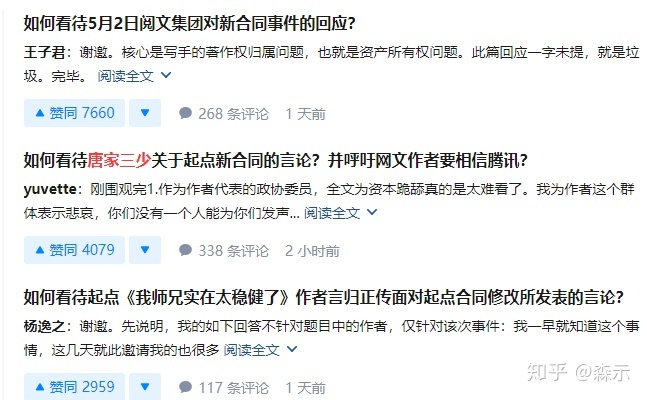 如何看待5月2日阅文集团对新合同事件的回应？
王子君：谢邀。核心是写手的著作权归属问题，也就是资产所有权问题。此篇回应一字未提，就是垃
圾。完毕。 阅读全文
赞同 7660 268 条评论 1 天前
如何看待唐家三少关于起点新合同的言论？并呼吁网文作者要相信腾讯？
yuvette：刚围观完1.作为作者代表的政协委员，全文为资本跪舔真的是太难看了。我为作者这个群
体表示悲哀，你们没有一个人能为你们发声... 阅读全文
赞同 4079 338 条评论 2 小时前
如何看待起点《我师兄实在太稳健了》作者言归正传面对起点合同修改所发表的言论？
杨逸之：谢邀。先说明，我的如下回答不针对题目中的作者，仅针对该次事件：我一早就知道这个事
情，这几天就此邀请我的也很多 阅读全文
赞同 2959 117 条评论 1 天前
知乎 @森示